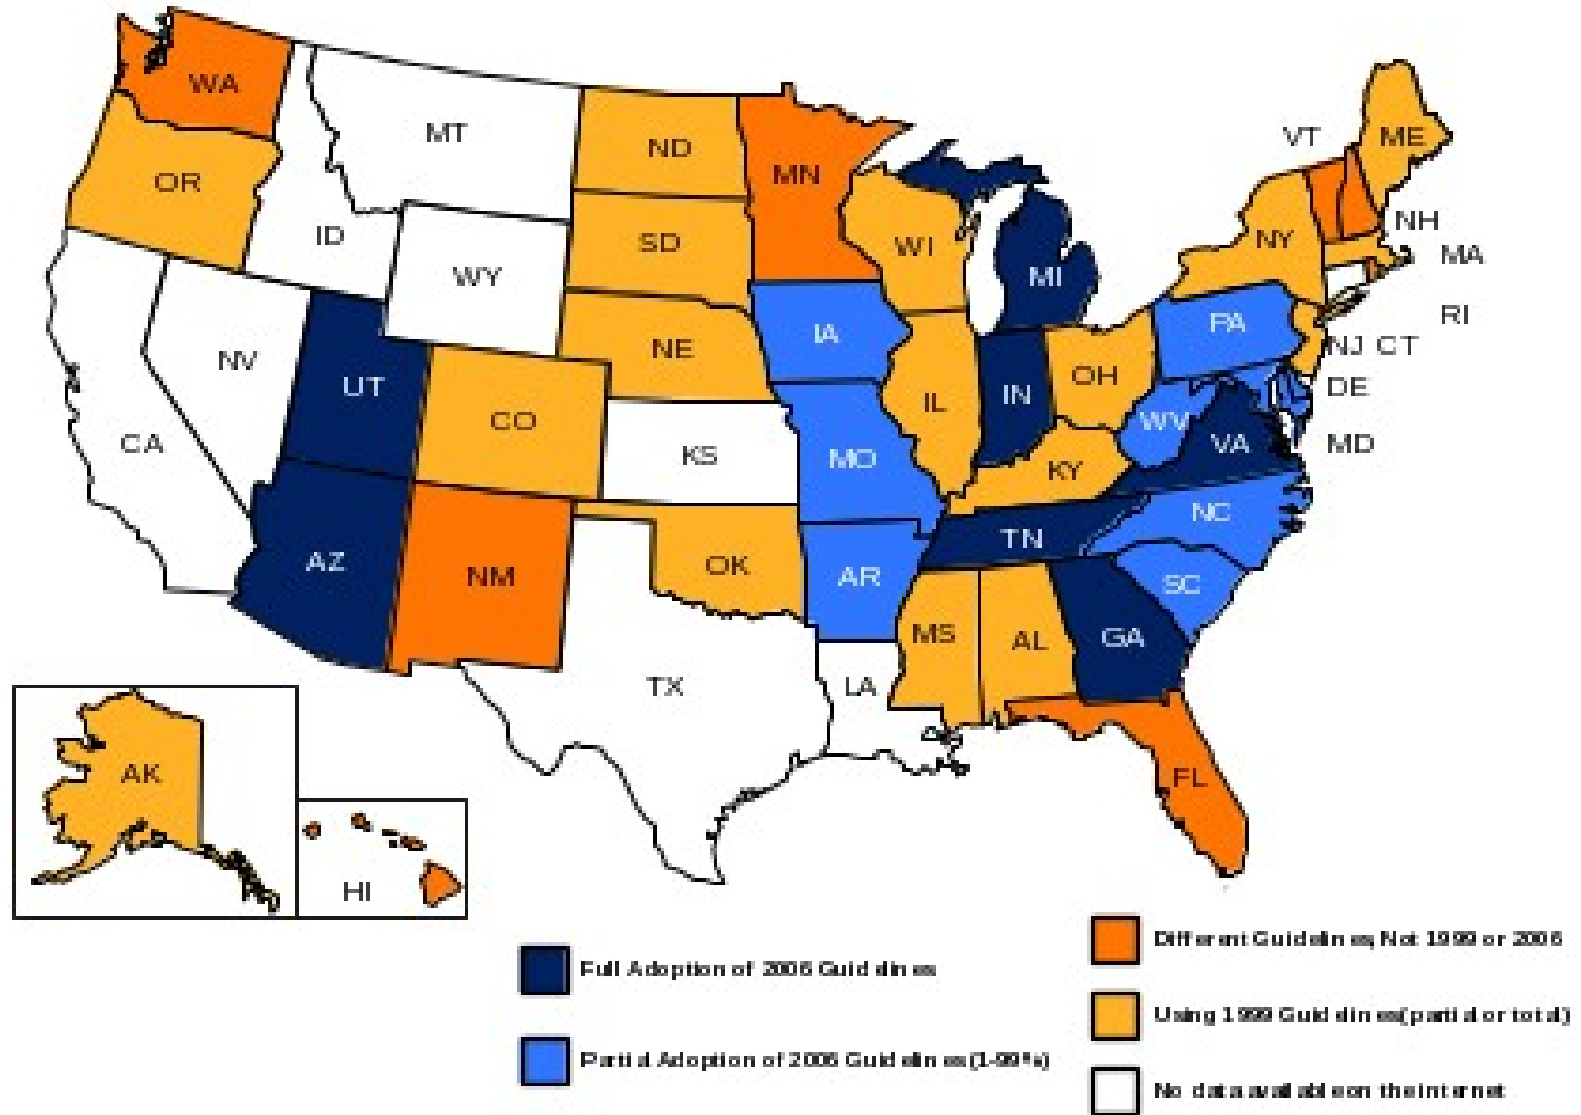 WA
MT
ND
MN
VT
ME
OR
ID
SD
WI
MI
NY
NH
MA
WY
RI
IA
PA
NJ CT
NV
NE
UT
CO
IL
IN
OH
DE
CA
KS
MO
KY
WV
VA
MD
AZ
NM
OK
AR
TN
NC
SC
MS
AL
GA
TX
LA
AK
FL
HI
Different Guidelines, Not 1999 or 2006
Full Adoption of 2006 Guidelines
Using 1999 Guidelines(partial or total)
Partial Adoption of 2006 Guidelines (1-99%)
No data available on the internet